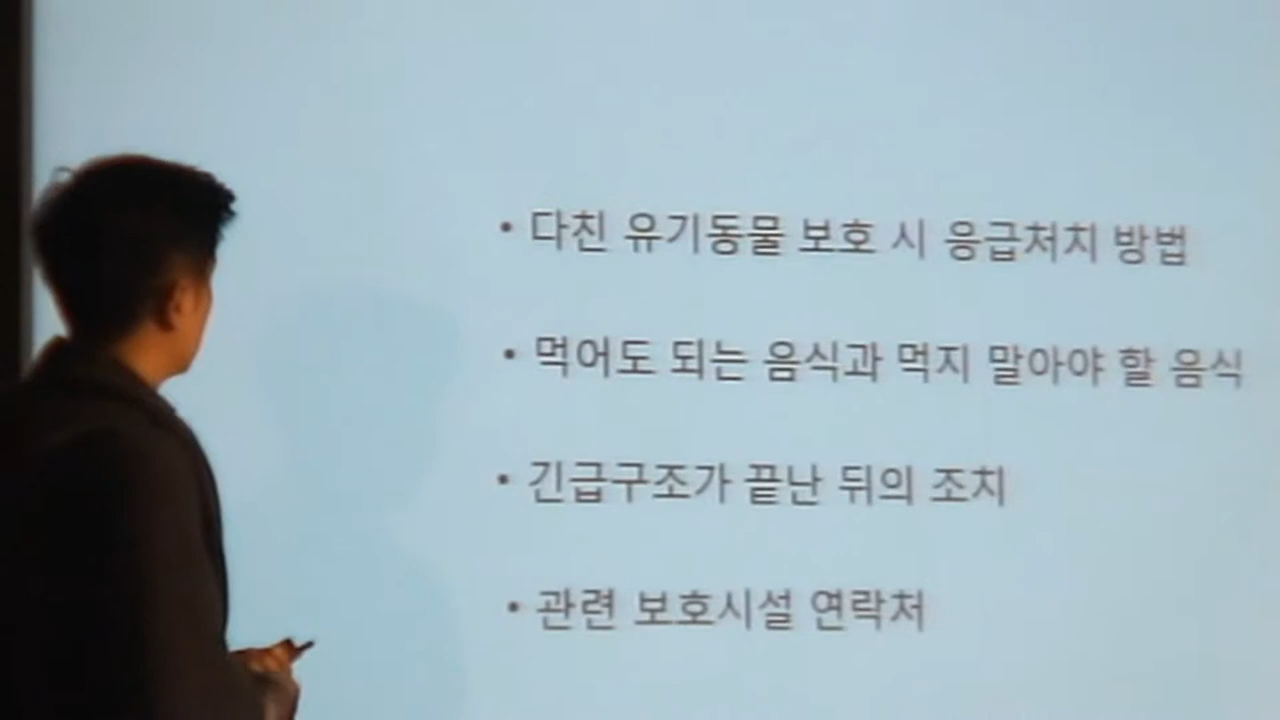 • 다친 유기동물 보호 시 응급처치 방법
• 먹어도 되는 음식과 먹지 말아야 할 음식
• 긴급구조가 끝난 뒤의 조치
• 관련 보호시설 연락처